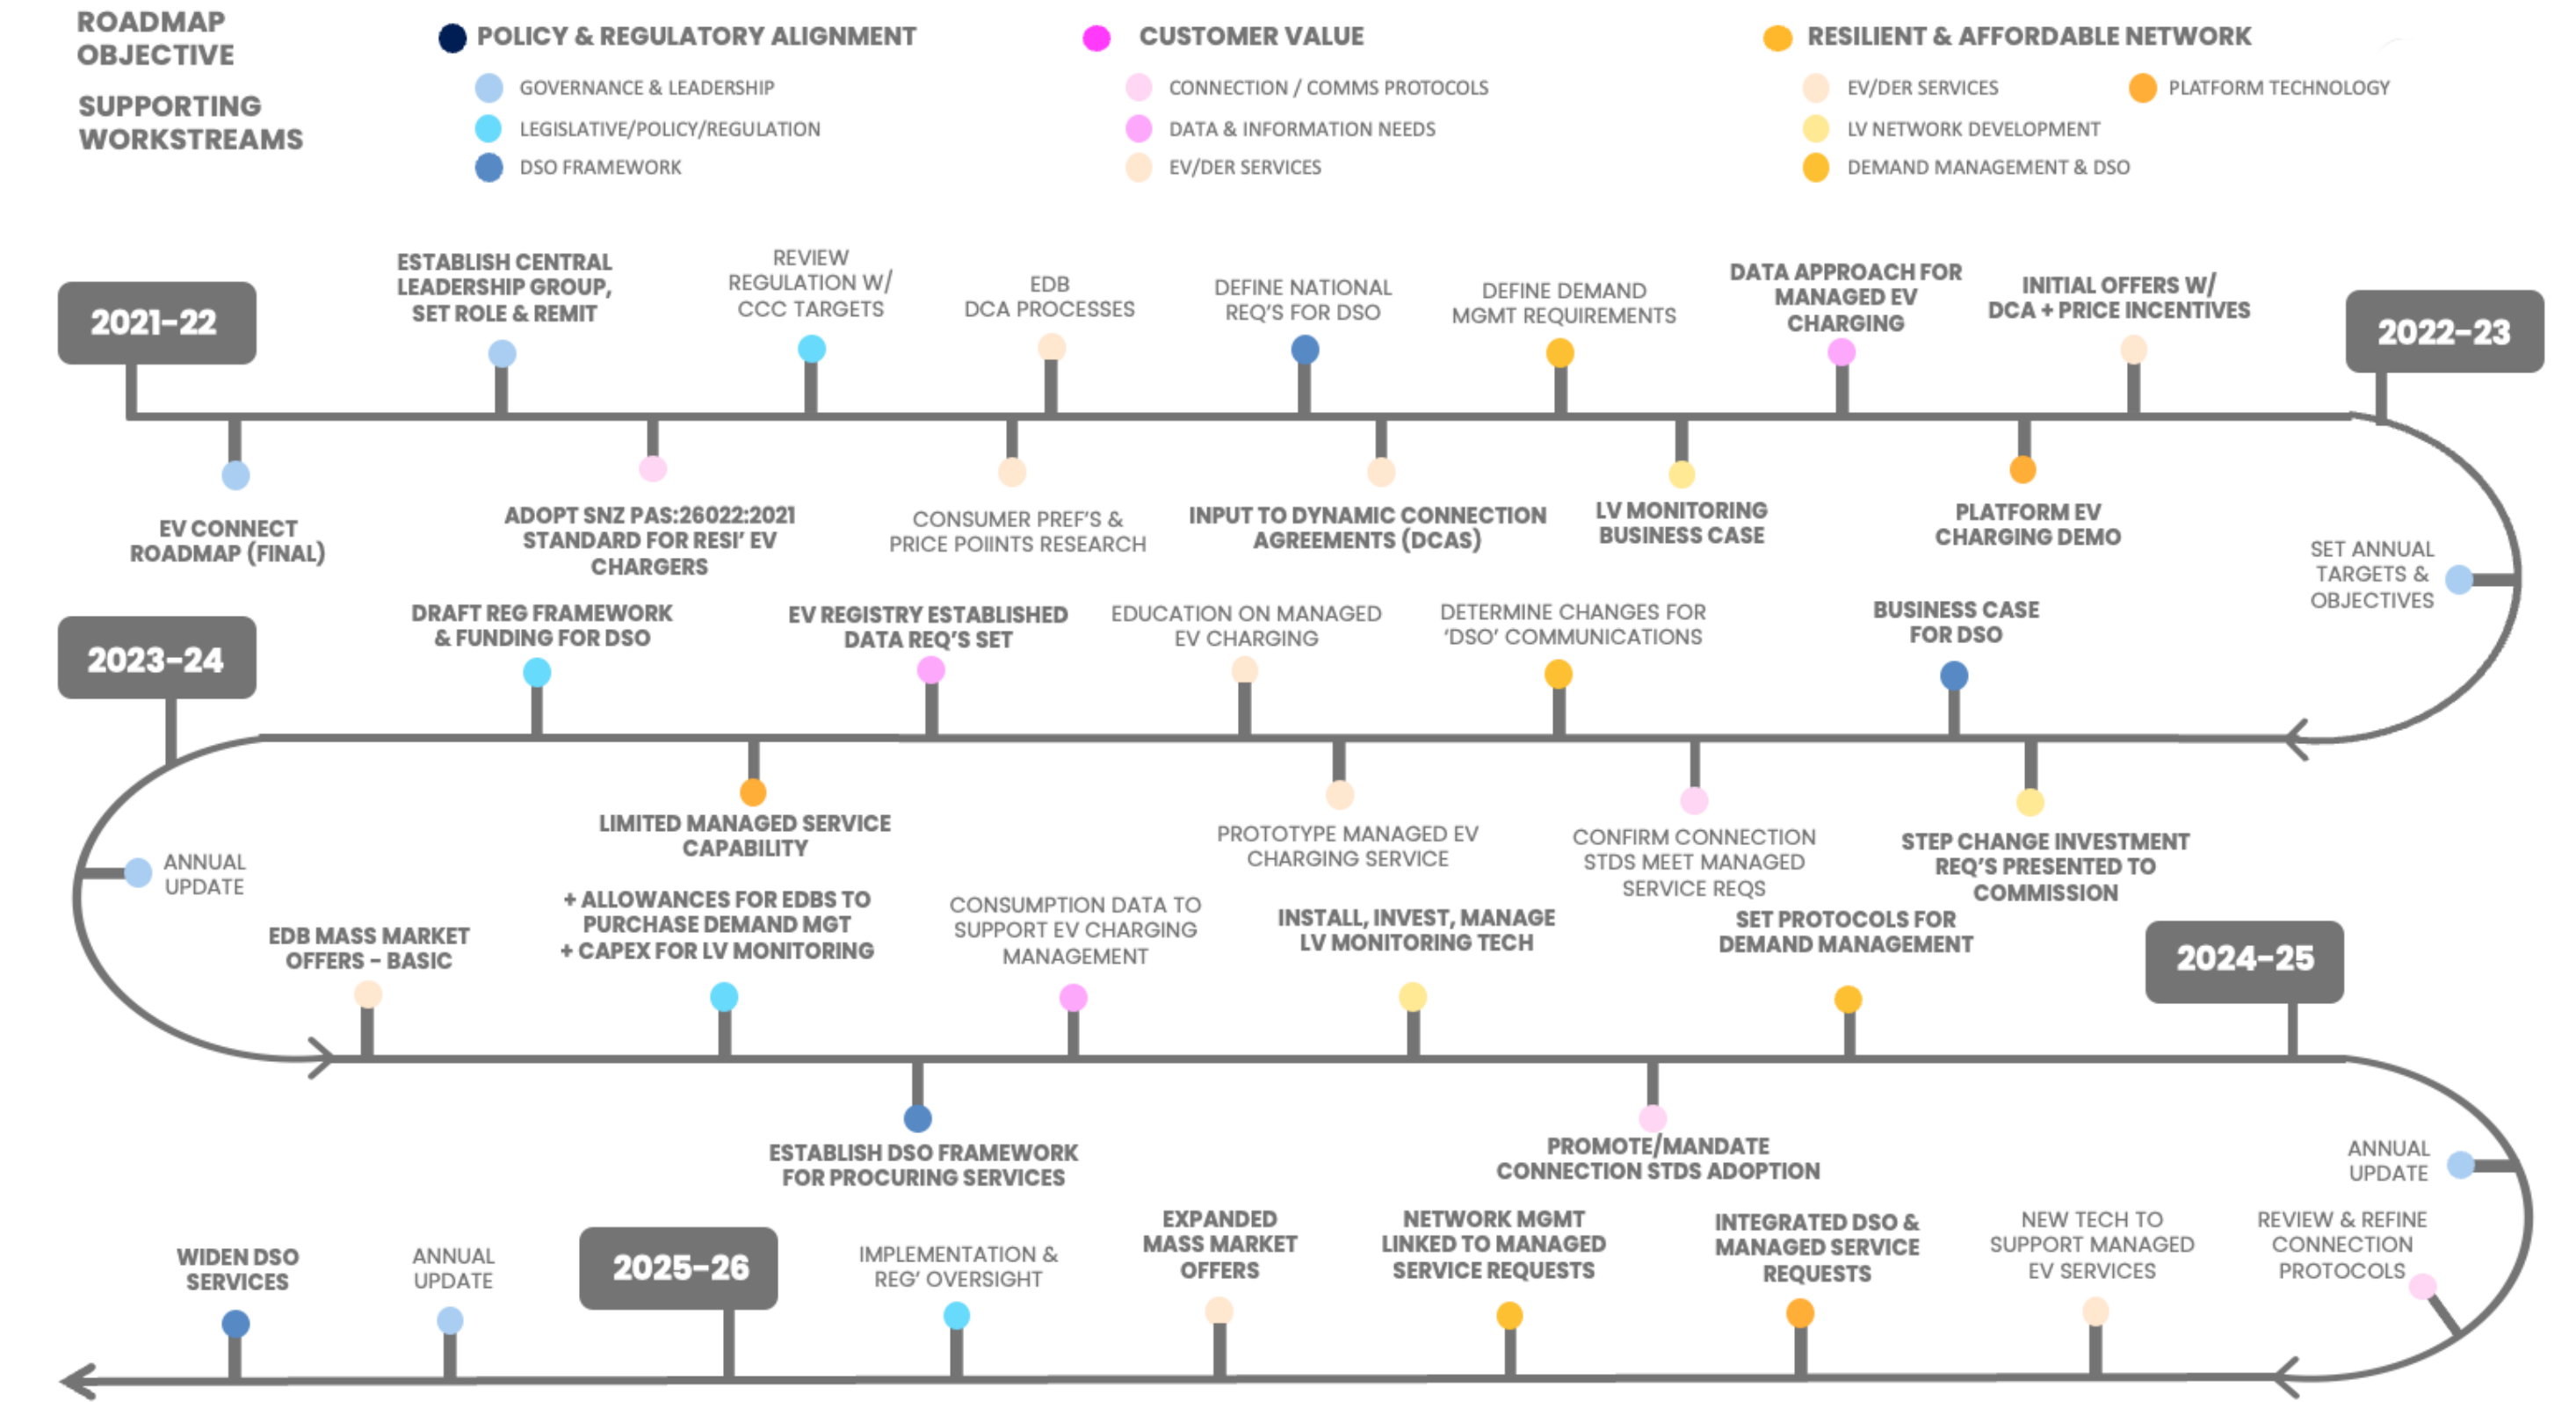 ROADMAP
OBJECTIVE
SUPPORTING
WORKSTREAMS
POLICY & REGULATORY ALIGNMENT
GOVERNANCE & LEADERSHIP
LEGISLATIVE/POLICY/REGULATION
DSO FRAMEWORK
CUSTOMER VALUE
CONNECTION / COMMS PROTOCOLS
DATA & INFORMATION NEEDS
EV/DER SERVICES
RESILIENT & AFFORDABLE NETWORK
EV/DER SERVICES
PLATFORM TECHNOLOGY
LV NETWORK DEVELOPMENT
DEMAND MANAGEMENT & DSO
2021-22
ESTABLISH CENTRAL
LEADERSHIP GROUP,
SET ROLE & REMIT
REVIEW
REGULATION W/
CCC TARGETS
EDB
DCA PROCESSES
DEFINE NATIONAL
REQ'S FOR DSO
DEFINE DEMAND
MGMT REQUIREMENTS
DATA APPROACH FOR
MANAGED EV
CHARGING
INITIAL OFFERS W/
DCA + PRICE INCENTIVES
2022-23
EV CONNECT
ROADMAP (FINAL)
ADOPT SNZ PAS:26022:2021
STANDARD FOR RESI' EV
CHARGERS
CONSUMER PREF'S &
PRICE POIINTS RESEARCH
INPUT TO DYNAMIC CONNECTION
AGREEMENTS (DCAS)
LV MONITORING
BUSINESS CASE
PLATFORM EV
CHARGING DEMO
SET ANNUAL
TARGETS &
OBJECTIVES
2023-24
DRAFT REG FRAMEWORK
& FUNDING FOR DSO
EV REGISTRY ESTABLISHED
DATA REQ'S SET
EDUCATION ON MANAGED
EV CHARGING
DETERMINE CHANGES FOR
'DSO' COMMUNICATIONS
BUSINESS CASE
FOR DSO
ANNUAL
UPDATE
LIMITED MANAGED SERVICE
CAPABILITY
PROTOTYPE MANAGED EV
CHARGING SERVICE
CONFIRM CONNECTION
STDS MEET MANAGED
SERVICE REQS
STEP CHANGE INVESTMENT
REQ'S PRESENTED TO
COMMISSION
EDB MASS MARKET
OFFERS - BASIC
+ ALLOWANCES FOR EDBS TO
PURCHASE DEMAND MGT
+ CAPEX FOR LV MONITORING
CONSUMPTION DATA TO
SUPPORT EV CHARGING
MANAGEMENT
INSTALL, INVEST, MANAGE
LV MONITORING TECH
SET PROTOCOLS FOR
DEMAND MANAGEMENT
2024-25
ESTABLISH DSO FRAMEWORK
FOR PROCURING SERVICES
PROMOTE/MANDATE
CONNECTION STDS ADOPTION
ANNUAL
UPDATE
WIDEN DSO
SERVICES
ANNUAL
UPDATE
2025-26
IMPLEMENTATION &
REG' OVERSIGHT
EXPANDED
MASS MARKET
OFFERS
NETWORK MGMT
LINKED TO MANAGED
SERVICE REQUESTS
INTEGRATED DSO &
MANAGED SERVICE
REQUESTS
NEW TECH TO
SUPPORT MANAGED
EV SERVICES
REVIEW & REFINE
CONNECTION
PROTOCOLS